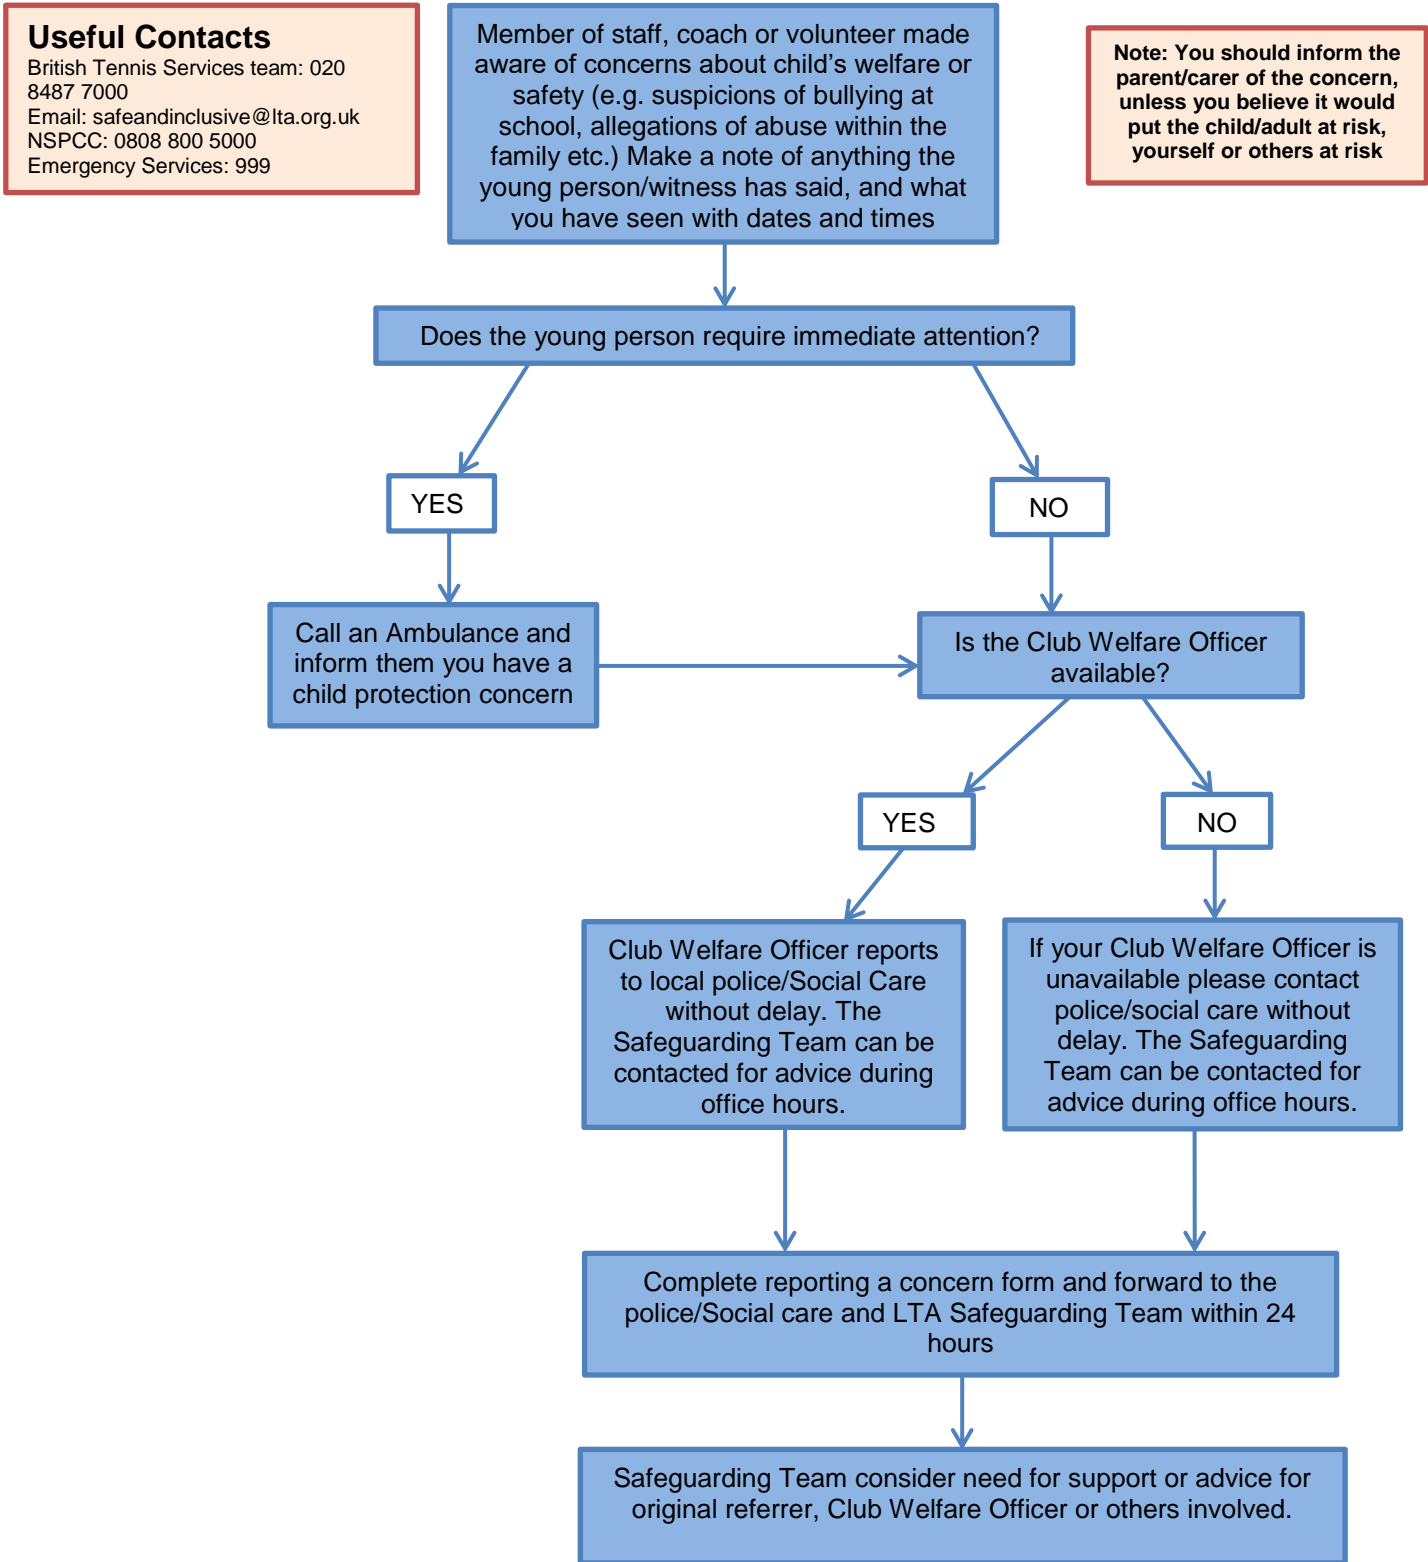 Useful Contacts
British Tennis Services team: 020
8487 7000
Email: safeandinclusive@lta.org.uk
NSPCC: 0808 800 5000
Emergency Services: 999
Member of staff, coach or volunteer made
aware of concerns about child’s welfare or
safety (e.g. suspicions of bullying at
school, allegations of abuse within the
family etc.) Make a note of anything the
young person/witness has said, and what
you have seen with dates and times
Note: You should inform the
parent/carer of the concern,
unless you believe it would
put the child/adult at risk,
yourself or others at risk
Does the young person require immediate attention?
YES
NO
Call an Ambulance and
inform them you have a
child protection concern
Is the Club Welfare Officer
available?
YES
NO
Club Welfare Officer reports
to local police/Social Care
without delay. The
Safeguarding Team can be
contacted for advice during
office hours.
If your Club Welfare Officer is
unavailable please contact
police/social care without
delay. The Safeguarding
Team can be contacted for
advice during office hours.
Complete reporting a concern form and forward to the
police/Social care and LTA Safeguarding Team within 24
hours
Safeguarding Team consider need for support or advice for
original referrer, Club Welfare Officer or others involved.